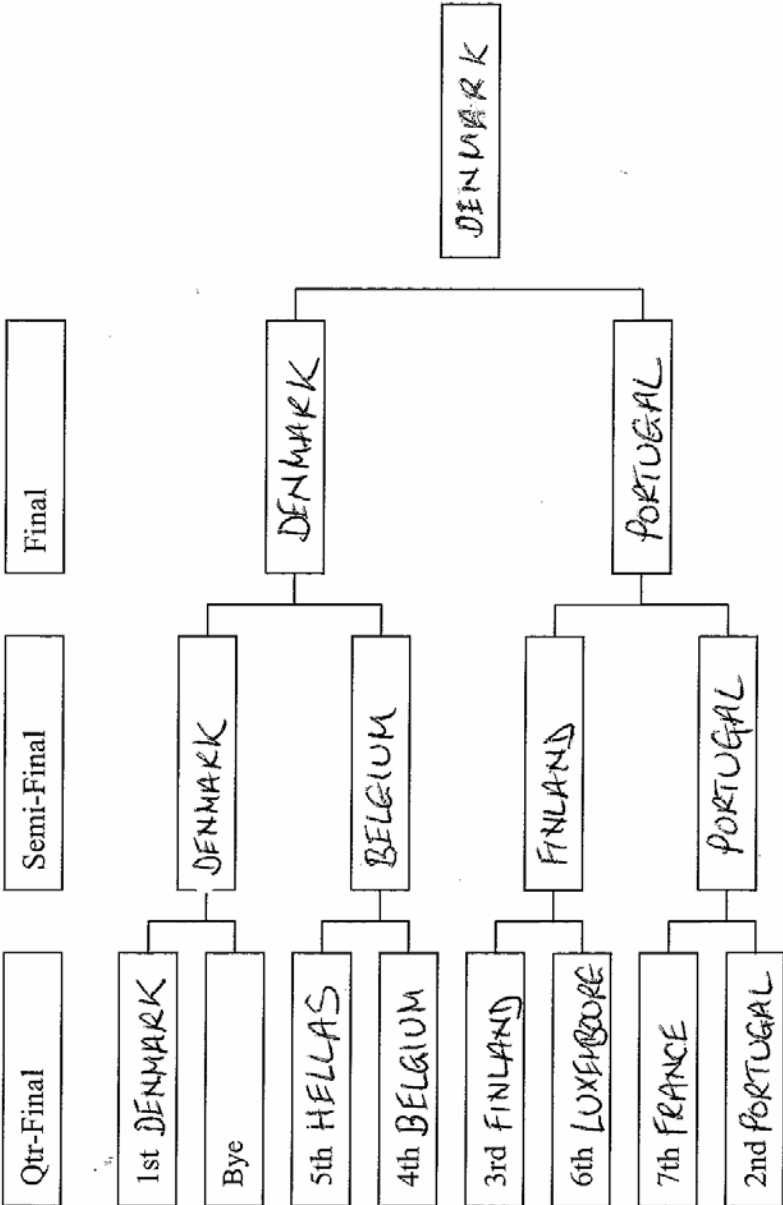 Qtr-Final
Semi-Final
Final
1st DENMARK
Bye
5th HELLAS
4th BELGIUM
3rd FINLAND
6th LUXEMBOURG
7th FRANCE
2nd PORTUGAL
DENMARK
BELGIUM
FINLAND
PORTUGAL
DENMARK
PORTUGAL
DENMARK